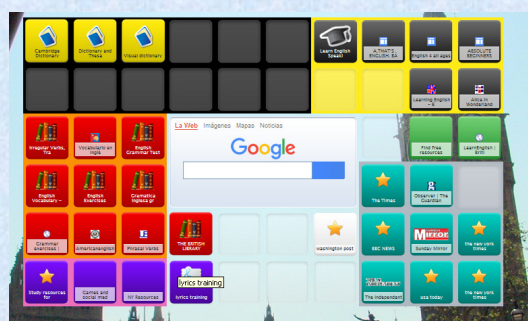 Cambridge
Dictionary
Dictionary and
Thesa
Visual dictionary
Learn English
Speak!
A,THAT'S..
ENGLISH: BA
English 4 all ages
ABSOLUTE
BEGINNERS
Learning English
- K
Alice in
Wonderland
Irregular Verbs,
Tra
Vocabulario en
inglé
English
Grammar Test
La Web Imágenes Mapas Noticias
Google
Find free
resources
LearnEnglish |
Briti
English
Vocabulary -
English
Exercises
Gramatica
inglesa gr
The Times
Observer | The
Guardian
Grammar
Exercises
Americanenglish
Phrasal Verbs
THE BRITISH
LIBRARY
washington post
BBC NEWS
MIRROR
Sunday Mirror
the new york
times
Study resources
for
Games and
social med
NY Resources
lyrics training
lyrics training
The Independent
usa today
the new york
times